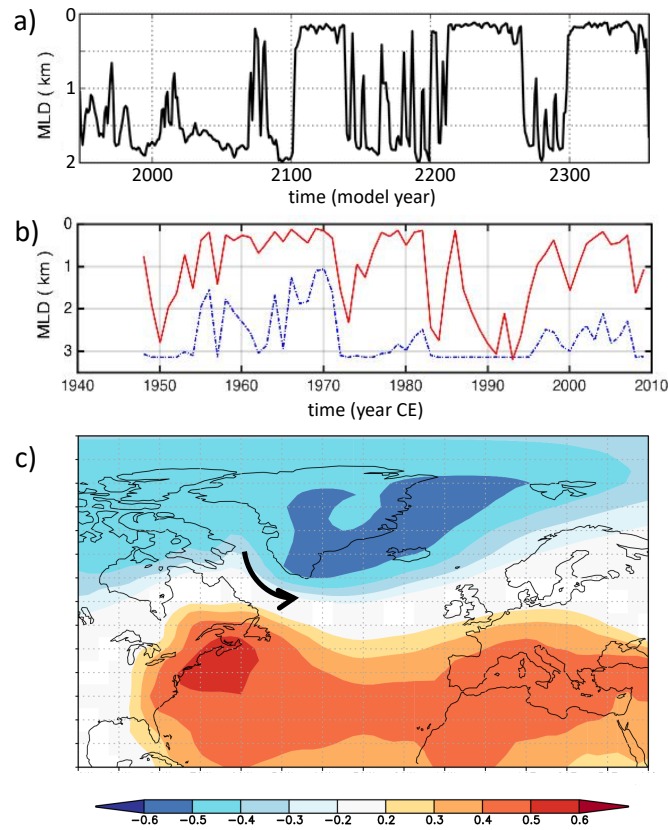 a)
0
1
2
MLD ( km )
2000 2100 2200 2300
time (model year)
b)
0
1
2
3
MLD ( km )
1940 1950 1960 1970 1980 1990 2000 2010
time (year CE)
c)
-0.6 -0.5 -0.4 -0.3 -0.2 0.2 0.3 0.4 0.5 0.6